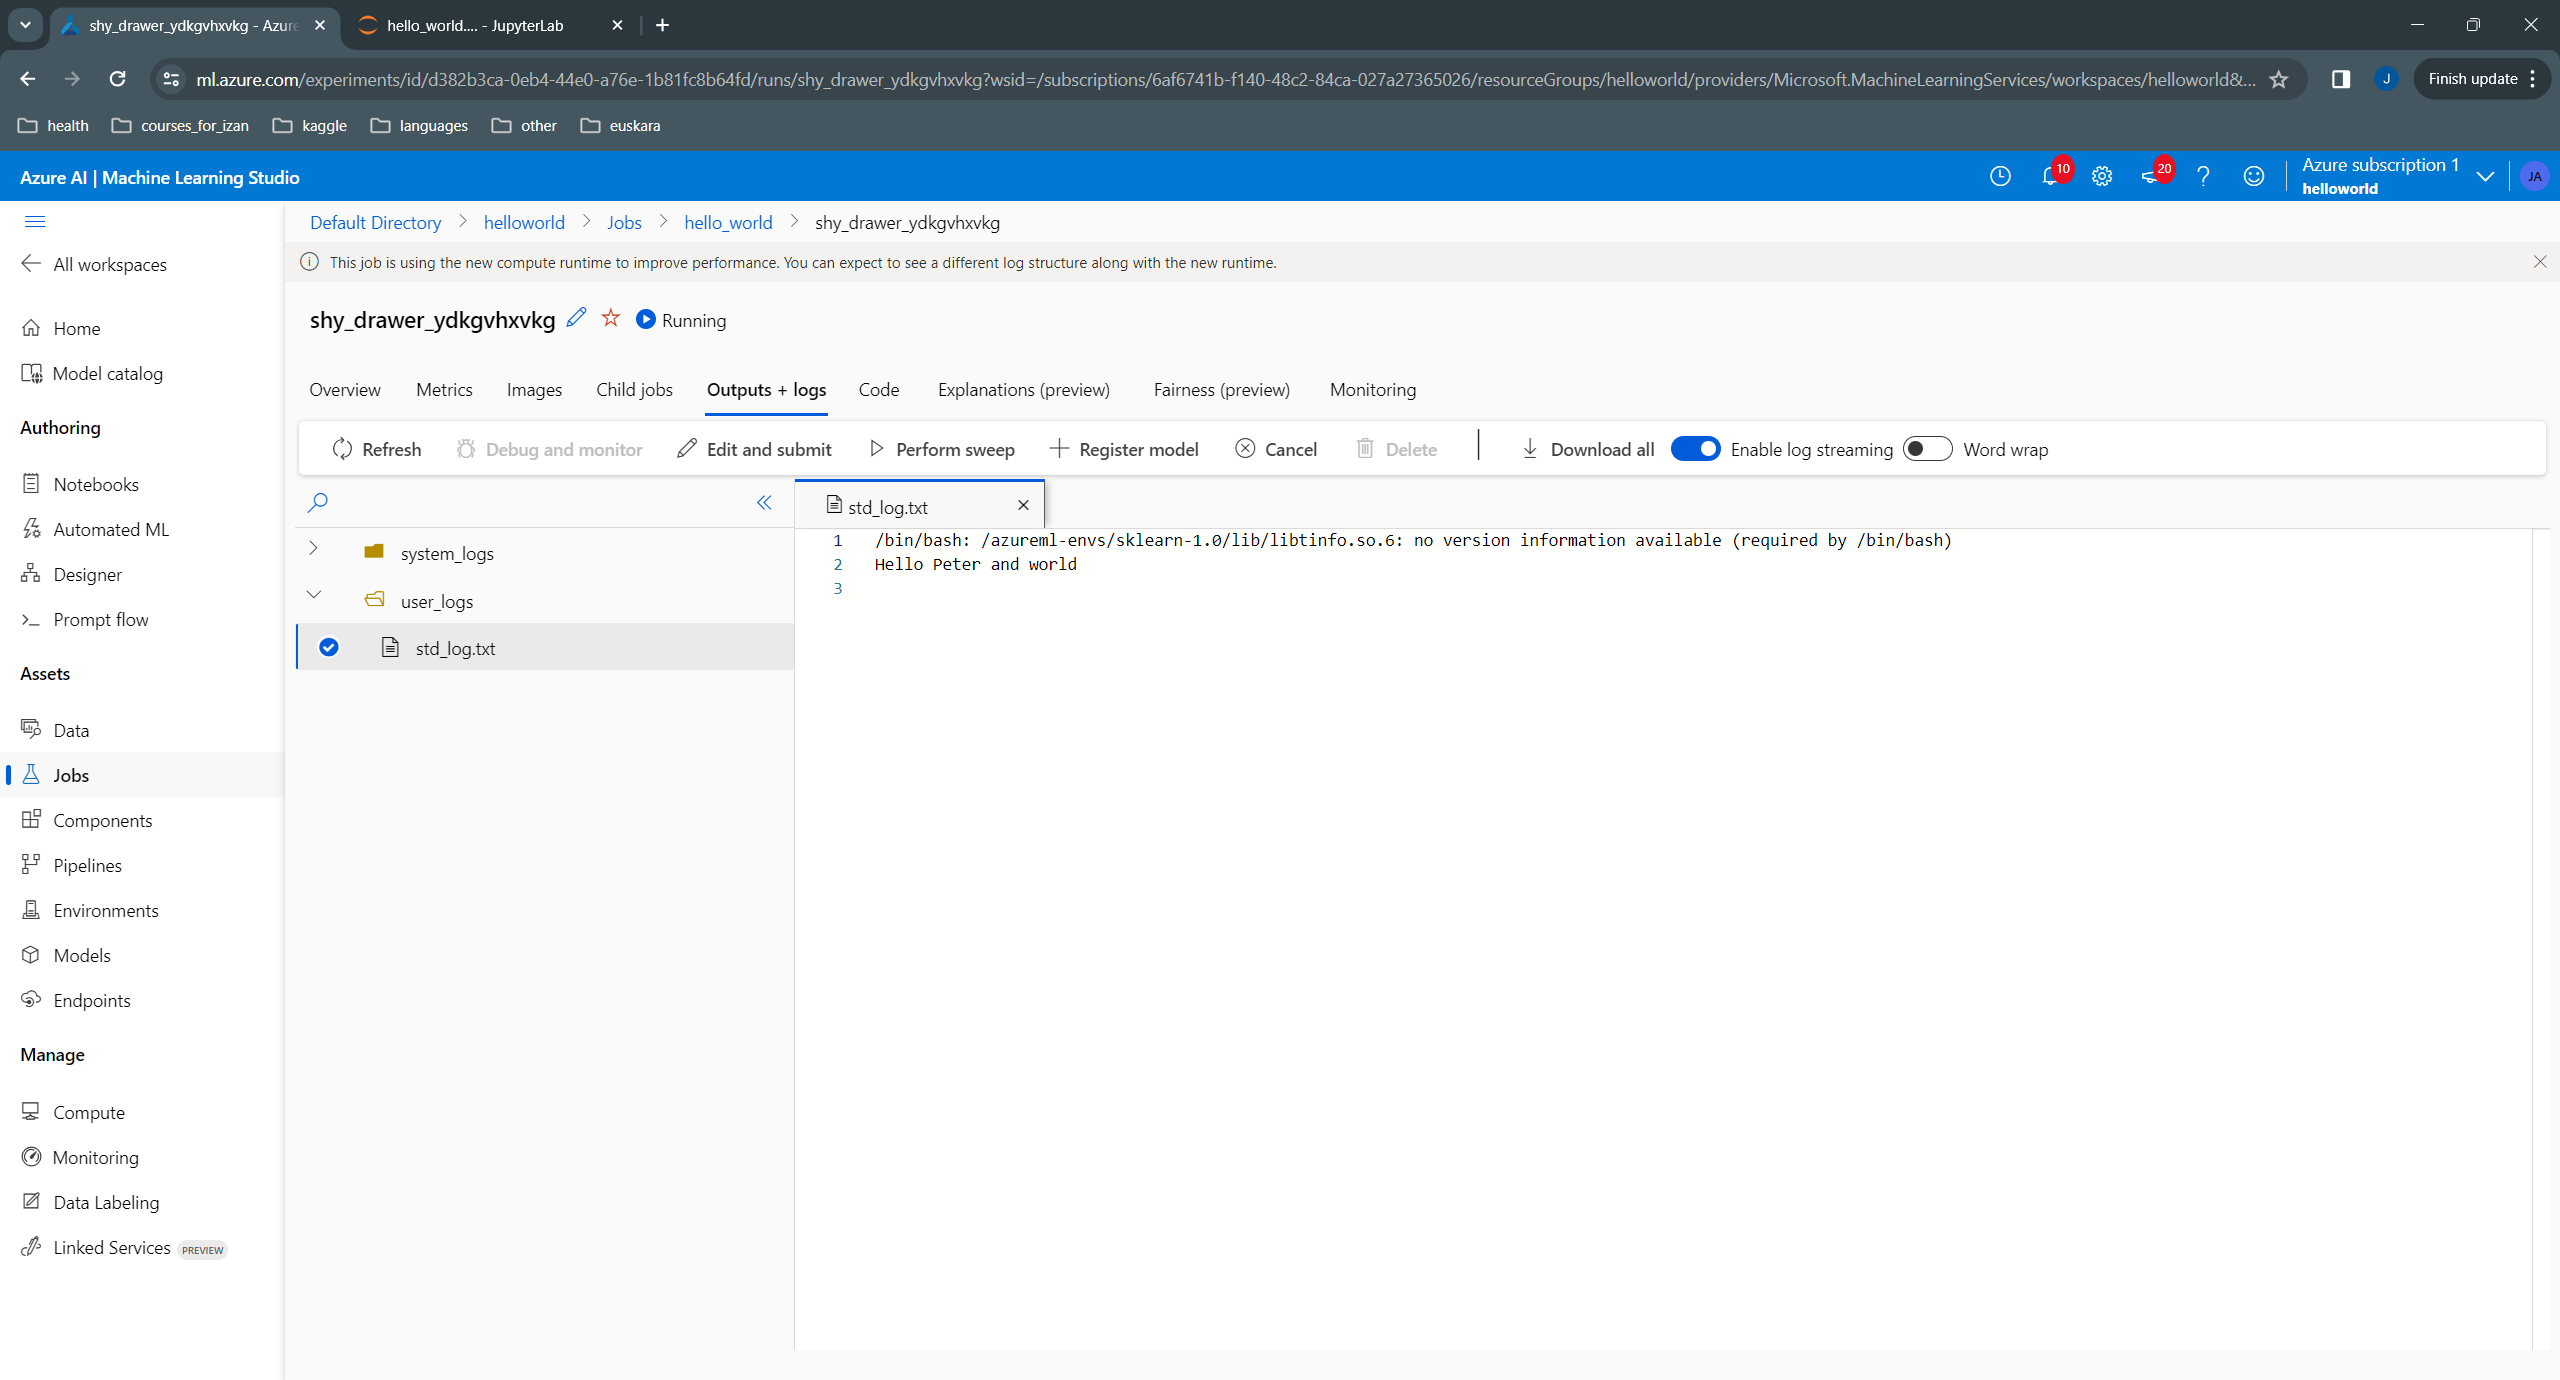 shy_drawer_ydkgvhxvkg - Azure
hello_world.... - JupyterLab
ml.azure.com/experiments/id/d382b3ca-0eb4-44e0-a76e-1b81fc8b64fd/runs/shy_drawer_ydkgvhxvkg?wsid=/subscriptions/6af6741b-f140-48c2-84ca-027a27365026/resourceGroups/helloworld/providers/Microsoft.MachineLearningServices/workspaces/helloworld&...
J
Finish update
health
courses_for_izan
kaggle
languages
other
euskara
Azure AI | Machine Learning Studio
10
20
Azure subscription 1
helloworld
JA
Default Directory > helloworld > Jobs > hello_world > shy_drawer_ydkgvhxvkg
All workspaces
This job is using the new compute runtime to improve performance. You can expect to see a different log structure along with the new runtime.
Home
Model catalog
Authoring
Notebooks
Automated ML
Designer
Prompt flow
Assets
Data
Jobs
Components
Pipelines
Environments
Models
Endpoints
Manage
Compute
Monitoring
Data Labeling
Linked Services PREVIEW
shy_drawer_ydkgvhxvkg
Running
Overview
Metrics
Images
Child jobs
Outputs + logs
Code
Explanations (preview)
Fairness (preview)
Monitoring
Refresh
Debug and monitor
Edit and submit
Perform sweep
Register model
Cancel
Delete
Download all
Enable log streaming
Word wrap
system_logs
user_logs
std_log.txt
std_log.txt
1 /bin/bash: /azureml-envs/sklearn-1.0/lib/libtinfo.so.6: no version information available (required by /bin/bash)
2 Hello Peter and world
3